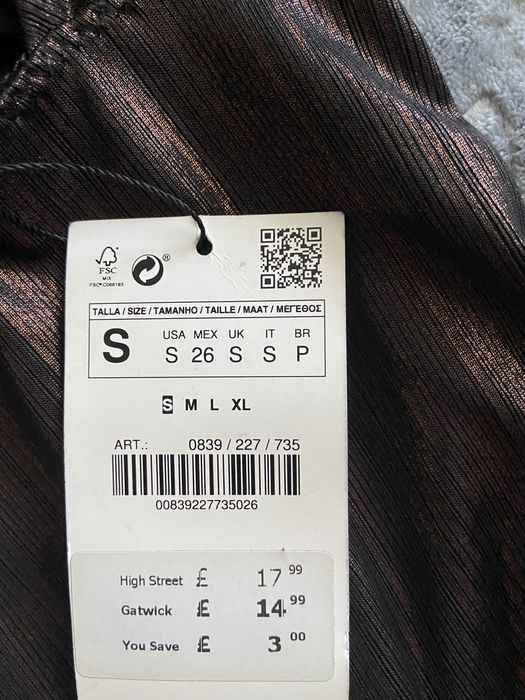 FSC
MIX
FSC® C068193
®
TALLA / SIZE / TAMANHO / TAILLE / MAAT / ΜΕΓΕΘΟΣ
S
USA MEX UK IT BR
S 26 S S P
S M L XL
ART.: 0839 / 227 / 735
00839227735026
High Street £ 17 99
Gatwick £ 14 99
You Save £ 3 00